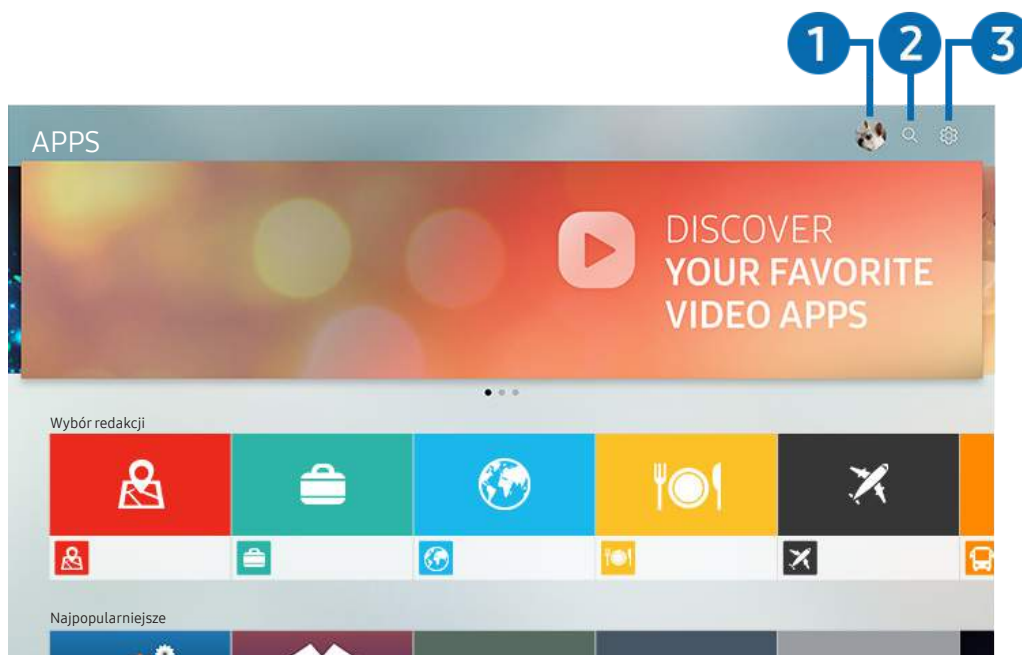 1 2 3
APPS
DISCOVER
YOUR FAVORITE
VIDEO APPS
Wybór redakcji
Najpopularniejsze